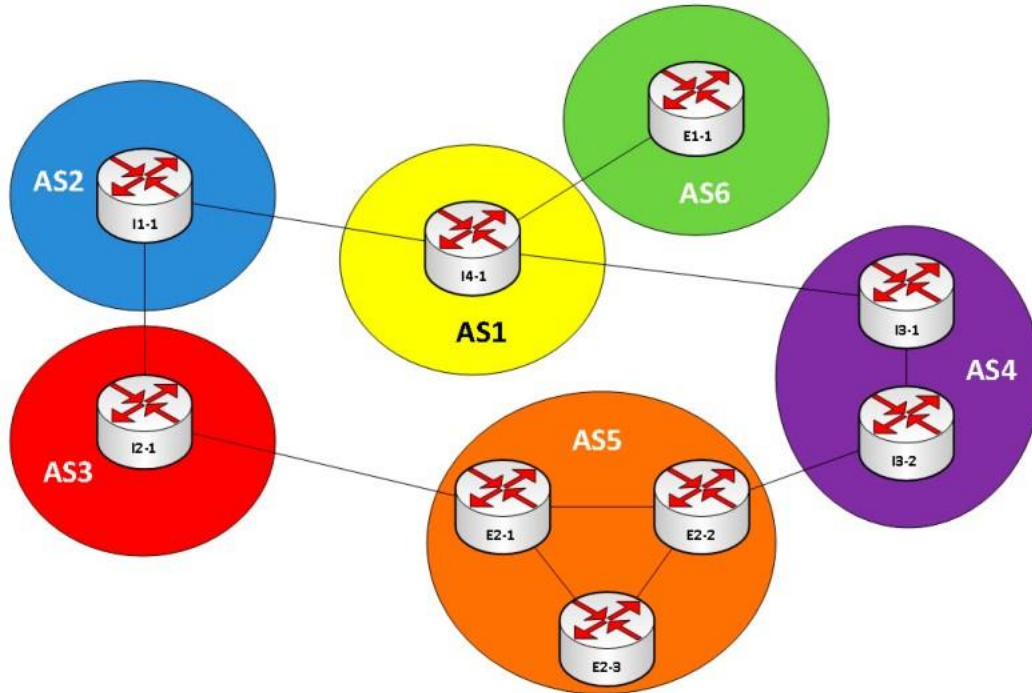 E1-1
AS6
AS2
I1-1
I4-1
AS1
I3-1
AS4
I3-2
I2-1
AS3
AS5
E2-1
E2-2
E2-3